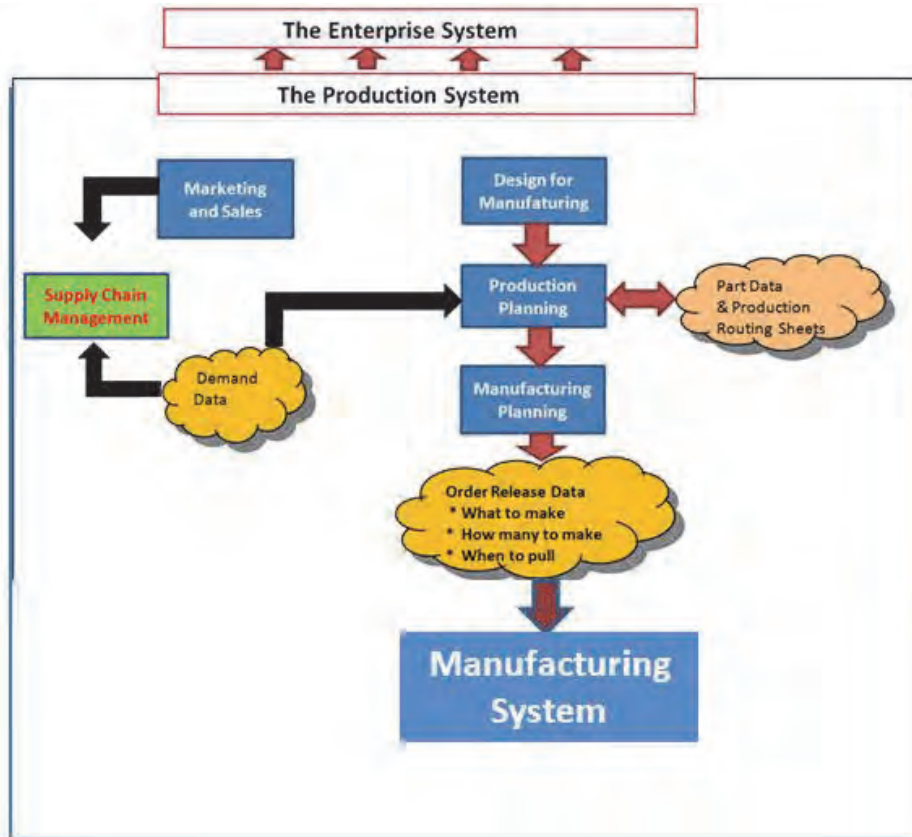 The Enterprise System
The Production System
Marketing
and Sales
Design for
Manufaturing
Supply Chain
Management
Production
Planning
Part Data
& Production
Routing Sheets
Demand
Data
Manufacturing
Planning
Order Release Data
* What to make
* How many to make
* When to pull
Manufacturing
System